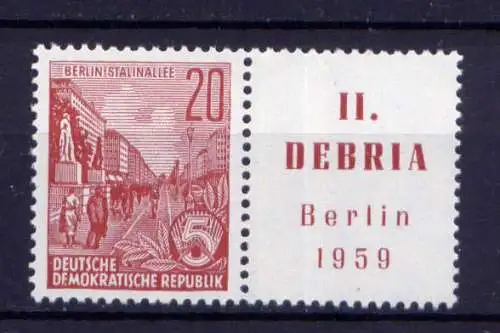 BERLIN·STALINALLEE
20
5
DEUTSCHE
DEMOKRATISCHE REPUBLIK
II.
DEBRIA
Berlin
1959